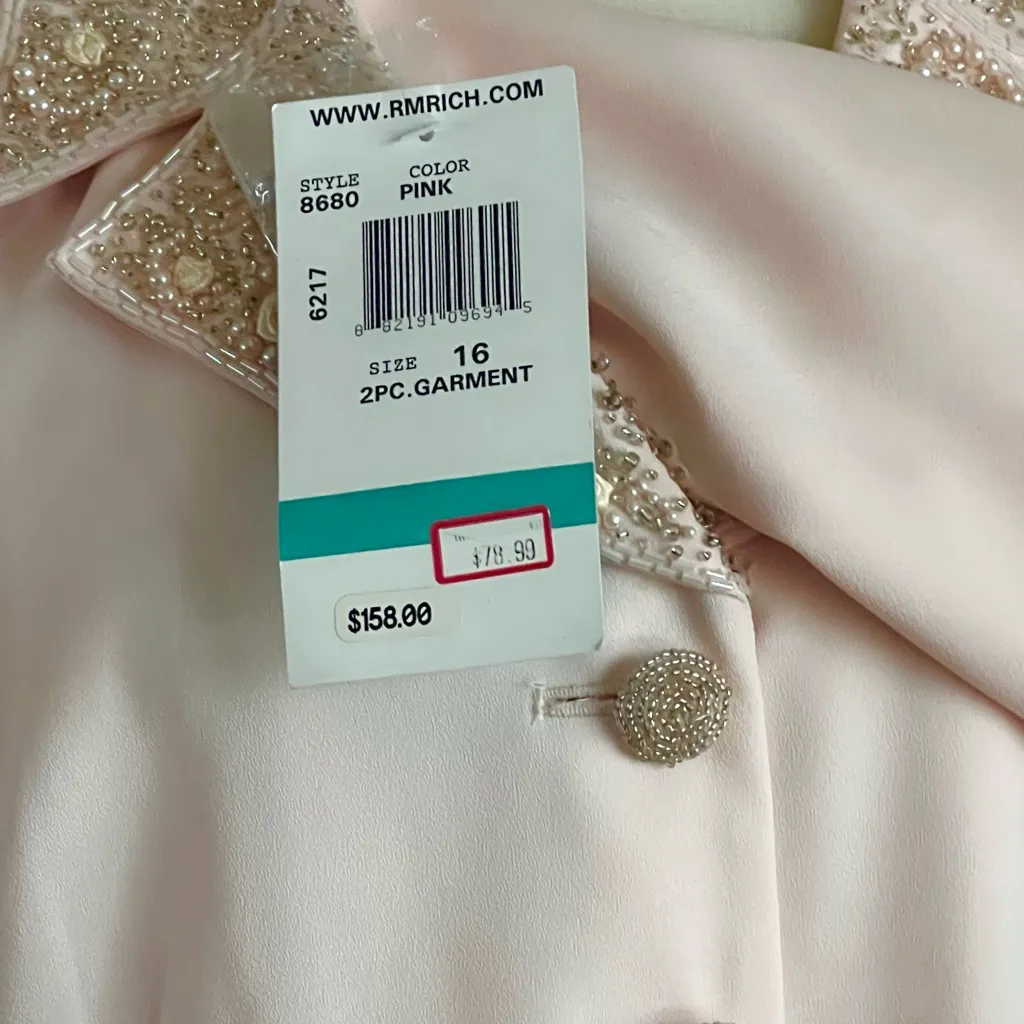 WWW.RMRICH.COM
STYLE
8680
COLOR
PINK
6217
8 82191 09694 5
SIZE 16
2PC.GARMENT
$78.99
$158.00